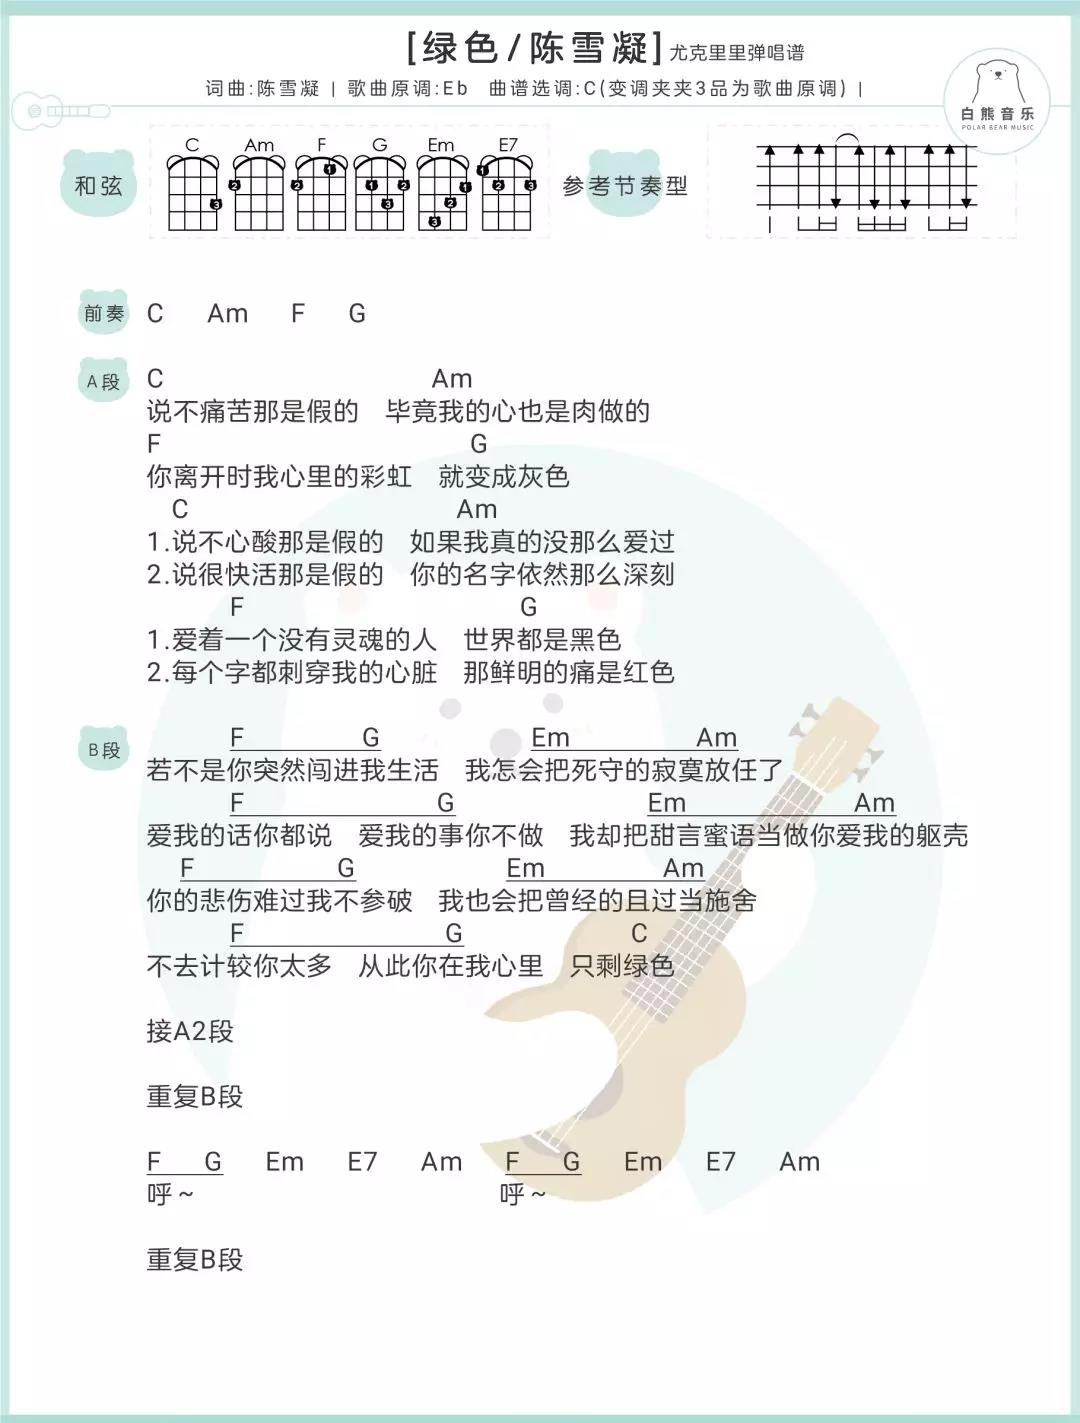 [绿色/陈雪凝]尤克里里弹唱谱
词曲:陈雪凝 | 歌曲原调:Eb 曲谱选调:C(变调夹夹3品为歌曲原调) |
白熊音乐
POLAR BEAR MUSIC
和弦
C Am F G Em E7
2 3 2 2 1 1 2 3 1 2 3 1 2 3
参考节奏型
前奏 C Am F G
A段 C Am
说不痛苦那是假的 毕竟我的心也是肉做的
F G
你离开时我心里的彩虹 就变成灰色
C Am
1.说不心酸那是假的 如果我真的没那么爱过
2.说很快活那是假的 你的名字依然那么深刻
F G
1.爱着一个没有灵魂的人 世界都是黑色
2.每个字都刺穿我的心脏 那鲜明的痛是红色
B段 F G Em Am
若不是你突然闯进我生活 我怎会把死守的寂寞放任了
F G Em Am
爱我的话你都说 爱我的事你不做 我却把甜言蜜语当做你爱我的躯壳
F G Em Am
你的悲伤难过我不参破 我也会把曾经的且过当施舍
F G C
不去计较你太多 从此你在我心里 只剩绿色
接A2段
重复B段
F G Em E7 Am F G Em E7 Am
呼~ 呼~
重复B段